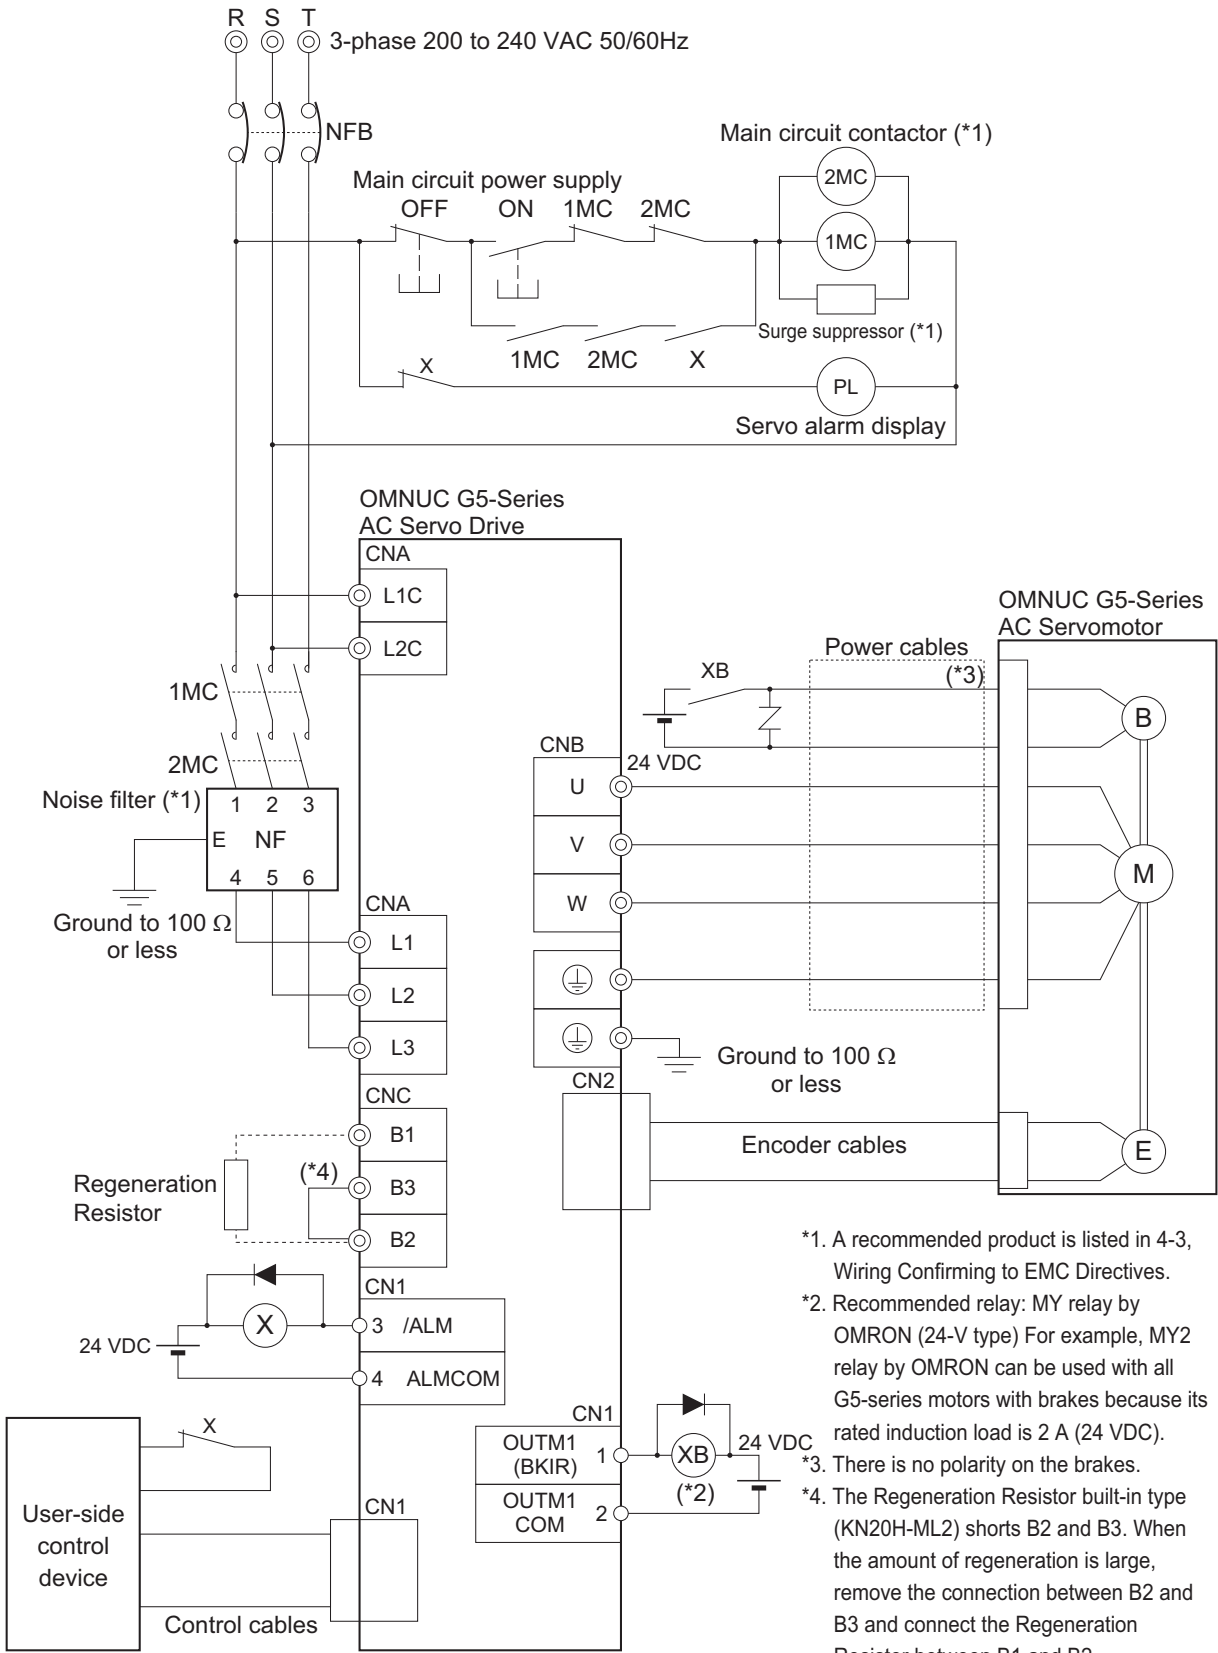 R S T
3-phase 200 to 240 VAC 50/60Hz
NFB
Main circuit contactor (*1)
2MC
Main circuit power supply
OFF ON 1MC 2MC
1MC
Surge suppressor (*1)
1MC 2MC X
X
PL
Servo alarm display
OMNUC G5-Series
AC Servo Drive
CNA
L1C
L2C
OMNUC G5-Series
AC Servomotor
Power cables
(*3)
XB
24 VDC
B
1MC
2MC
Noise filter (*1)
1 2 3
E NF
4 5 6
Ground to 100 Ω
or less
CNB
U
V
W
M
CNA
L1
L2
L3
Ground to 100 Ω
or less
CN2
Encoder cables
E
CNC
B1
B3
B2
(*4)
Regeneration
Resistor
CN1
3 /ALM
4 ALMCOM
X
24 VDC
X
User-side
control
device
CN1
Control cables
CN1
OUTM1
(BKIR)
1
OUTM1
COM
2
XB
(*2)
24 VDC
*1. A recommended product is listed in 4-3,
Wiring Confirming to EMC Directives.
*2. Recommended relay: MY relay by
OMRON (24-V type) For example, MY2
relay by OMRON can be used with all
G5-series motors with brakes because its
rated induction load is 2 A (24 VDC).
*3. There is no polarity on the brakes.
*4. The Regeneration Resistor built-in type
(KN20H-ML2) shorts B2 and B3. When
the amount of regeneration is large,
remove the connection between B2 and
B3 and connect the Regeneration
Resistor between B1 and B2